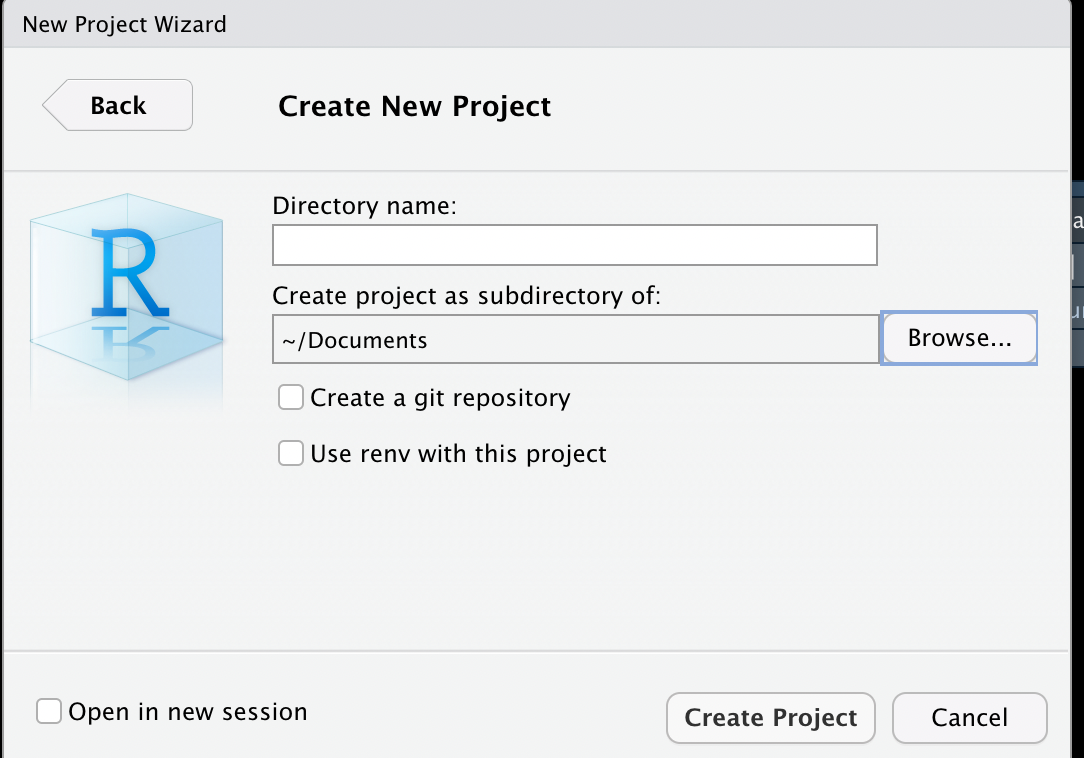 New Project Wizard
Back
Create New Project
R
Directory name:
Create project as subdirectory of:
~/Documents
Browse...
Create a git repository
Use renv with this project
Open in new session
Create Project
Cancel